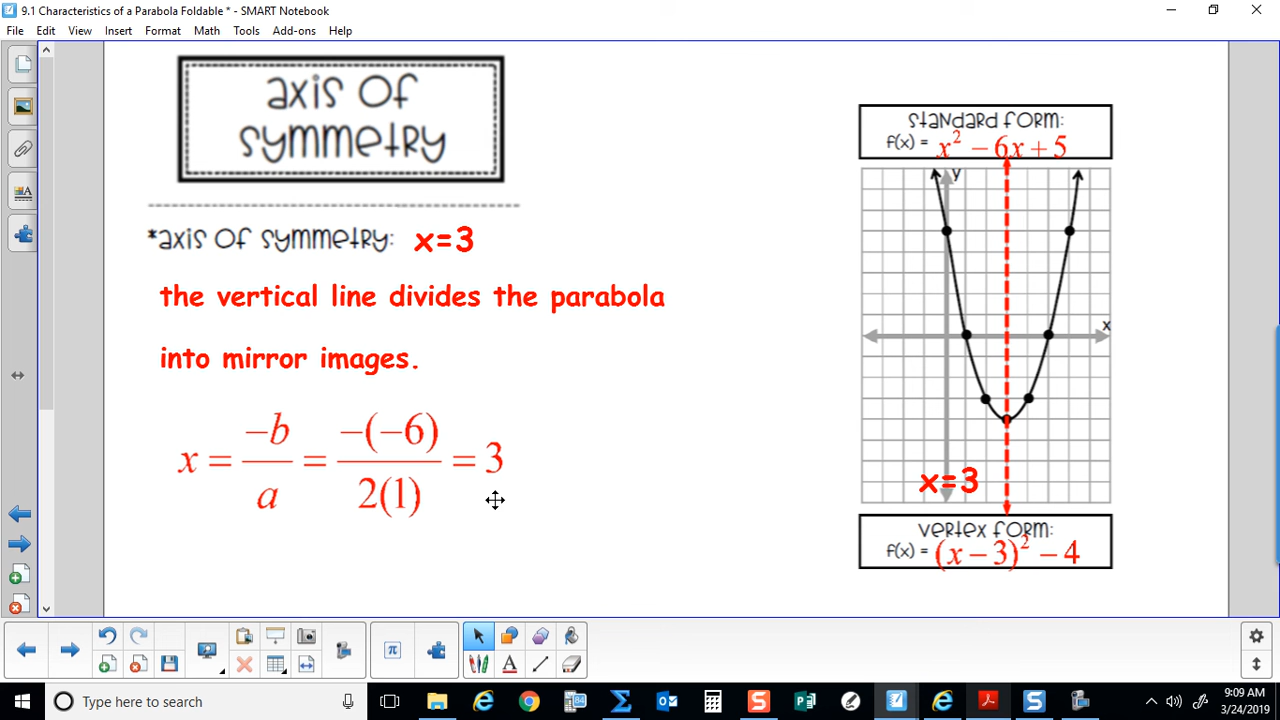 9.1 Characteristics of a Parabola Foldable * - SMART Notebook
File Edit View Insert Format Math Tools Add-ons Help
axis of
symmetry
*axis of symmetry: x=3
the vertical line divides the parabola
into mirror images.
x = -b/a = -(-6)/2(1) = 3
standard form:
f(x) = x² - 6x + 5
y
x
x=3
vertex form:
f(x) = (x - 3)² - 4
Type here to search
9:09 AM
3/24/2019